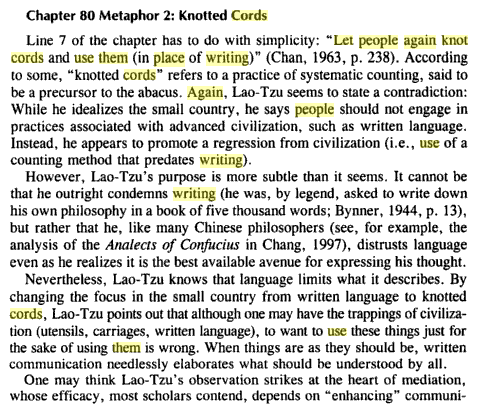 Chapter 80 Metaphor 2: Knotted Cords
Line 7 of the chapter has to do with simplicity: “Let people again knot
cords and use them (in place of writing)” (Chan, 1963, p. 238). According
to some, “knotted cords” refers to a practice of systematic counting, said to
be a precursor to the abacus. Again, Lao-Tzu seems to state a contradiction:
While he idealizes the small country, he says people should not engage in
practices associated with advanced civilization, such as written language.
Instead, he appears to promote a regression from civilization (i.e., use of a
counting method that predates writing).
However, Lao-Tzu’s purpose is more subtle than it seems. It cannot be
that he outright condemns writing (he was, by legend, asked to write down
his own philosophy in a book of five thousand words; Bynner, 1944, p. 13),
but rather that he, like many Chinese philosophers (see, for example, the
analysis of the Analects of Confucius in Chang, 1997), distrusts language
even as he realizes it is the best available avenue for expressing his thought.
Nevertheless, Lao-Tzu knows that language limits what it describes. By
changing the focus in the small country from written language to knotted
cords, Lao-Tzu points out that although one may have the trappings of civiliza-
tion (utensils, carriages, written language), to want to use these things just for
the sake of using them is wrong. When things are as they should be, written
communication needlessly elaborates what should be understood by all.
One may think Lao-Tzu’s observation strikes at the heart of mediation,
whose efficacy, most scholars contend, depends on “enhancing” communi-